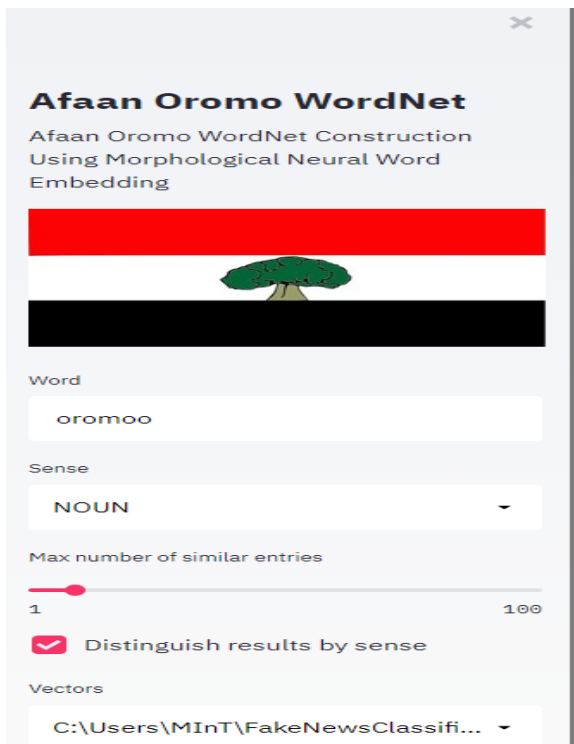 Afaan Oromo WordNet
Afaan Oromo WordNet Construction
Using Morphological Neural Word
Embedding
Word
oromoo
Sense
NOUN
Max number of similar entries
1 100
Distinguish results by sense
Vectors
C:\Users\MInT\FakeNewsClassifi...